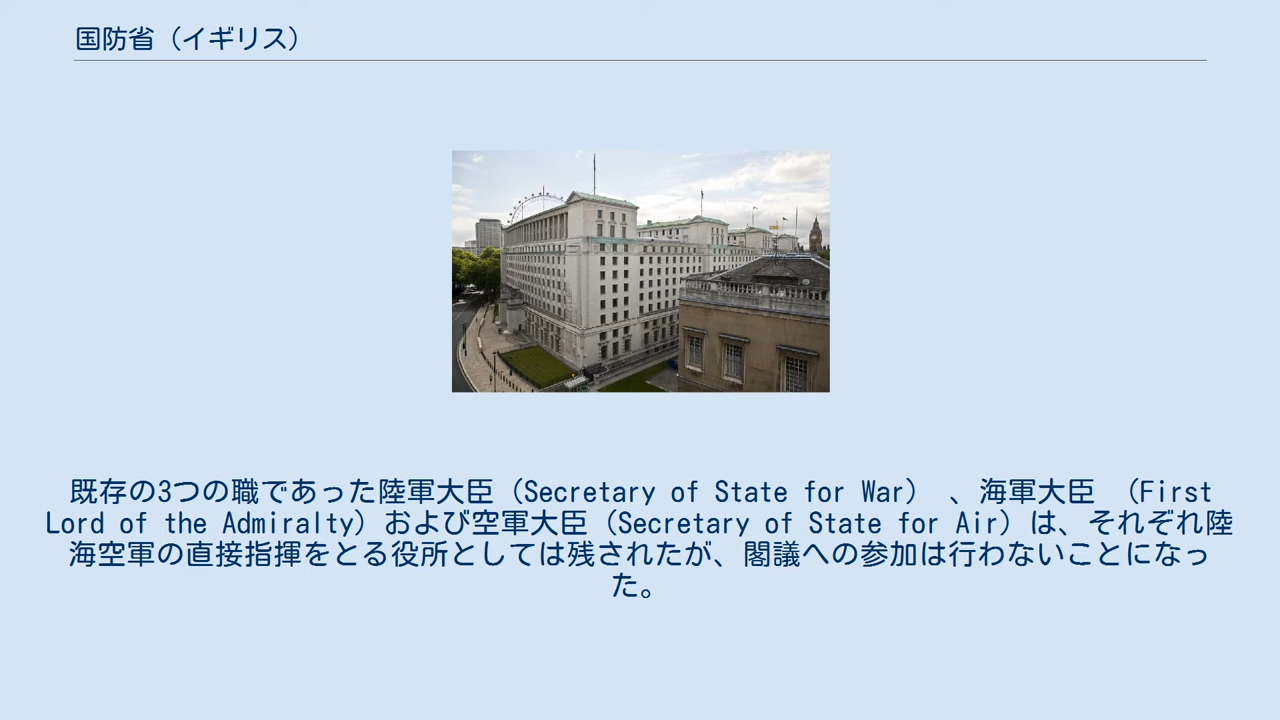 国防省（イギリス）
既存の3つの職であった陸軍大臣（Secretary of State for War） 、海軍大臣 （First
Lord of the Admiralty）および空軍大臣（Secretary of State for Air）は、それぞれ陸
海空軍の直接指揮をとる役所としては残されたが、閣議への参加は行わないことになっ
た。